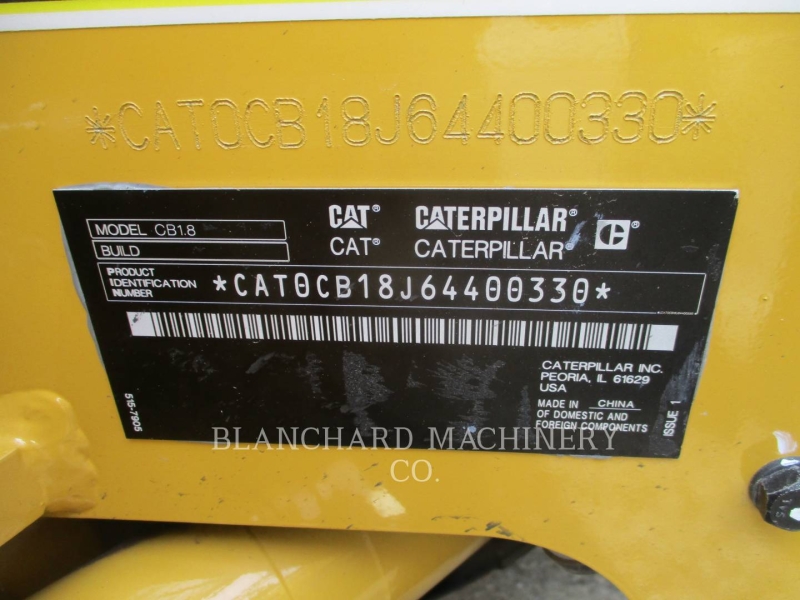 *CAT0CB18J64400330*
CAT® CATERPILLAR®
CAT® CATERPILLAR®
MODEL CB1.8
BUILD
PRODUCT
IDENTIFICATION
NUMBER
*CAT0CB18J64400330*
CATERPILLAR INC.
PEORIA, IL 61629
USA
MADE IN CHINA
OF DOMESTIC AND
FOREIGN COMPONENTS
515-7905
ISSUE 1
BLANCHARD MACHINERY
CO.